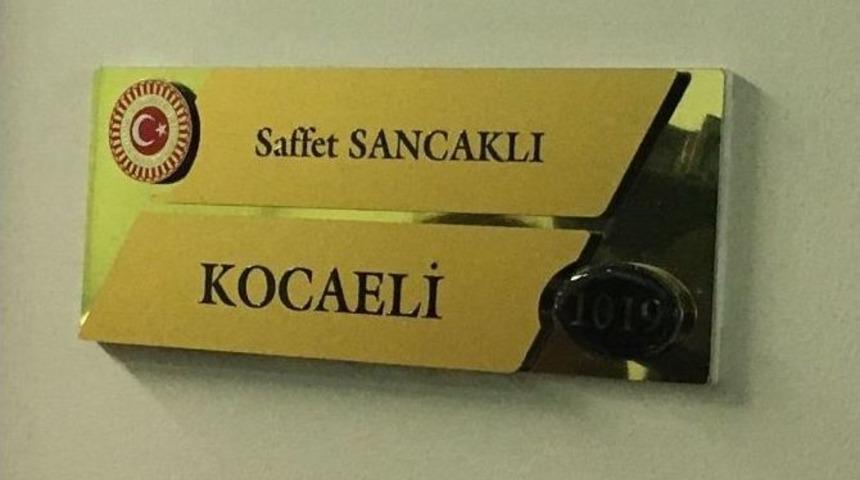 Saffet SANCAKLI
KOCAELİ
1019